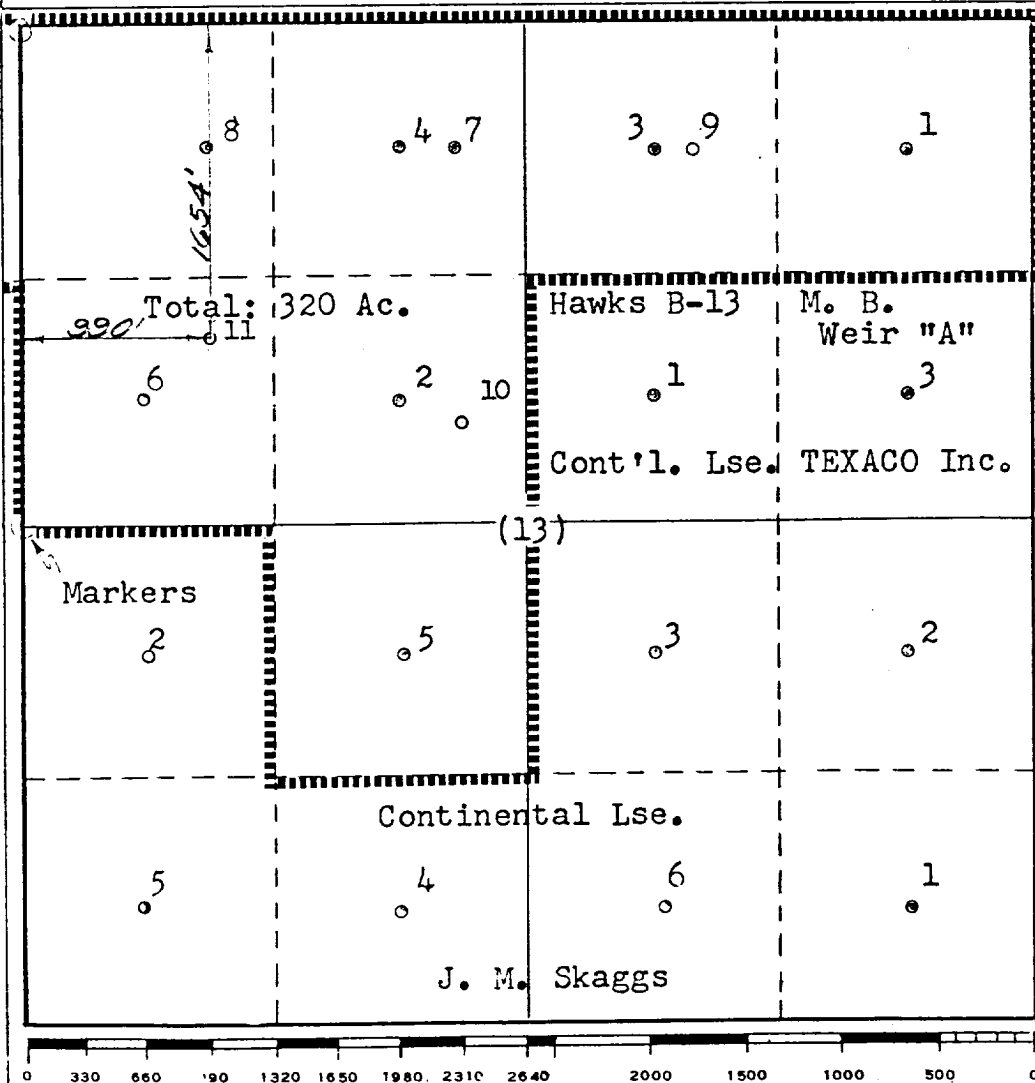 8 4 7 3 9 1
1654'
Total: 320 Ac. Hawks B-13 M. B.
990' 11 Weir "A"
6 2 10 1 3
Cont'l. Lse. TEXACO Inc.
(13)
Markers
2 5 3 2
Continental Lse.
5 4 6 1
J. M. Skaggs
0 330 660 '90 1320 1650 1980. 2310 2640 2000 1500 1000 500 0